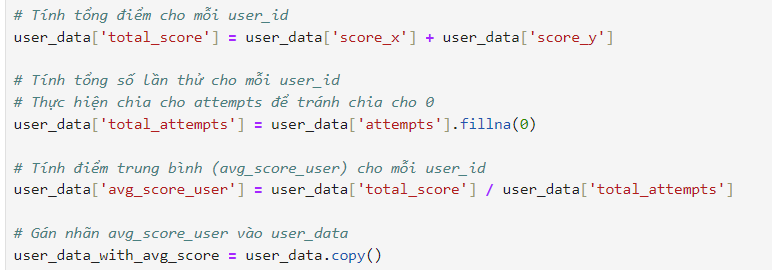 # Tính tổng điểm cho mỗi user_id
user_data['total_score'] = user_data['score_x'] + user_data['score_y']
# Tính tổng số lần thử cho mỗi user_id
# Thực hiện chia cho attempts để tránh chia cho 0
user_data['total_attempts'] = user_data['attempts'].fillna(0)
# Tính điểm trung bình (avg_score_user) cho mỗi user_id
user_data['avg_score_user'] = user_data['total_score'] / user_data['total_attempts']
# Gán nhãn avg_score_user vào user_data
user_data_with_avg_score = user_data.copy()